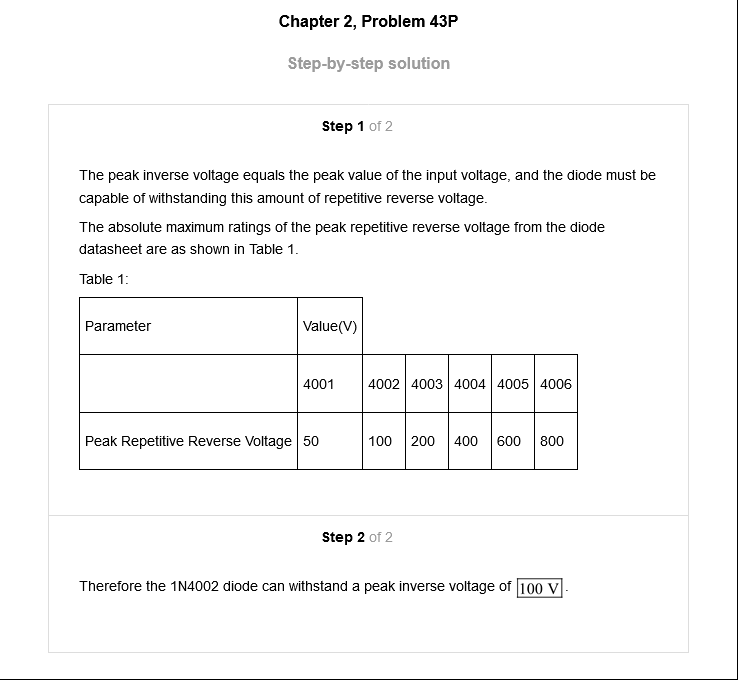 Chapter 2, Problem 43P
Step-by-step solution
Step 1 of 2
The peak inverse voltage equals the peak value of the input voltage, and the diode must be
capable of withstanding this amount of repetitive reverse voltage.
The absolute maximum ratings of the peak repetitive reverse voltage from the diode
datasheet are as shown in Table 1.
Table 1:
Parameter Value(V)
4001 4002 4003 4004 4005 4006
Peak Repetitive Reverse Voltage 50 100 200 400 600 800
Step 2 of 2
Therefore the 1N4002 diode can withstand a peak inverse voltage of 100 V.